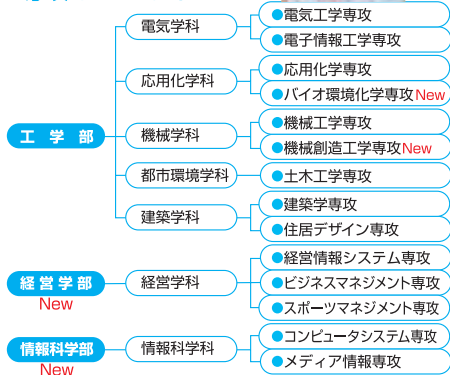 工学部
電気学科
●電気工学専攻
●電子情報工学専攻
応用化学科
●応用化学専攻
●バイオ環境化学専攻New
機械学科
●機械工学専攻
●機械創造工学専攻New
都市環境学科
●土木工学専攻
建築学科
●建築学専攻
●住居デザイン専攻
経営学部
New
経営学科
●経営情報システム専攻
●ビジネスマネジメント専攻
●スポーツマネジメント専攻
情報科学部
New
情報科学科
●コンピュータシステム専攻
●メディア情報専攻